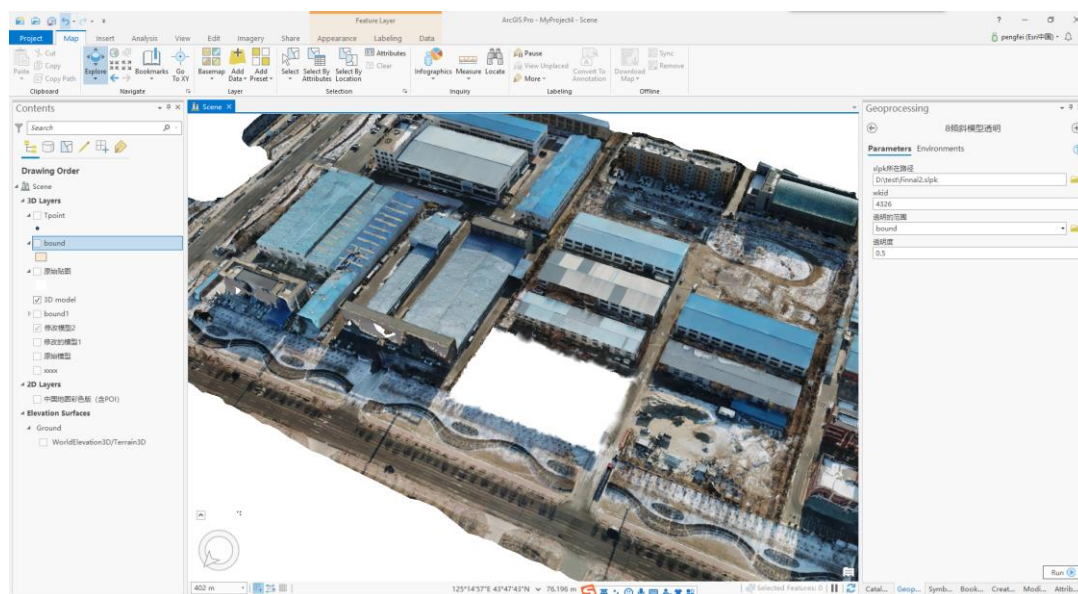 Feature Layer
ArcGIS Pro - MyProject4 - Scene
Project Map Insert Analysis View Edit Imagery Share Appearance Labeling Data
pengfei (Esri中国)
Paste
Cut
Copy
Copy Path
Explore
Bookmarks
Go To XY
Basemap
Add Data
Add Preset
Select
Select By Attributes
Select By Location
Attributes
Clear
Infographics
Measure
Locate
Pause
View Unplaced
More
Convert To Annotation
Download Map
Sync
Remove
Clipboard Navigate Layer Selection Inquiry Labeling Offline
Contents
Search
Drawing Order
Scene
3D Layers
Tpoint
bound
原始贴图
3D model
bound1
修改模型2
修改的模型1
原始模型
xxxx
2D Layers
中国地图彩色版（含POI）
Elevation Surfaces
Ground
WorldElevation3D/Terrain3D
Scene
402 m
125°14'57"E 43°47'43"N
76.196 m
Selected Features: 0
Geoprocessing
8倾斜模型透明
Parameters Environments
slpk所在路径
D:\test\Finnal2.slpk
wkid
4326
透明的范围
bound
透明度
0.5
Run
Catal... Geop... Symb... Book... Creat... Modi... Attrib...